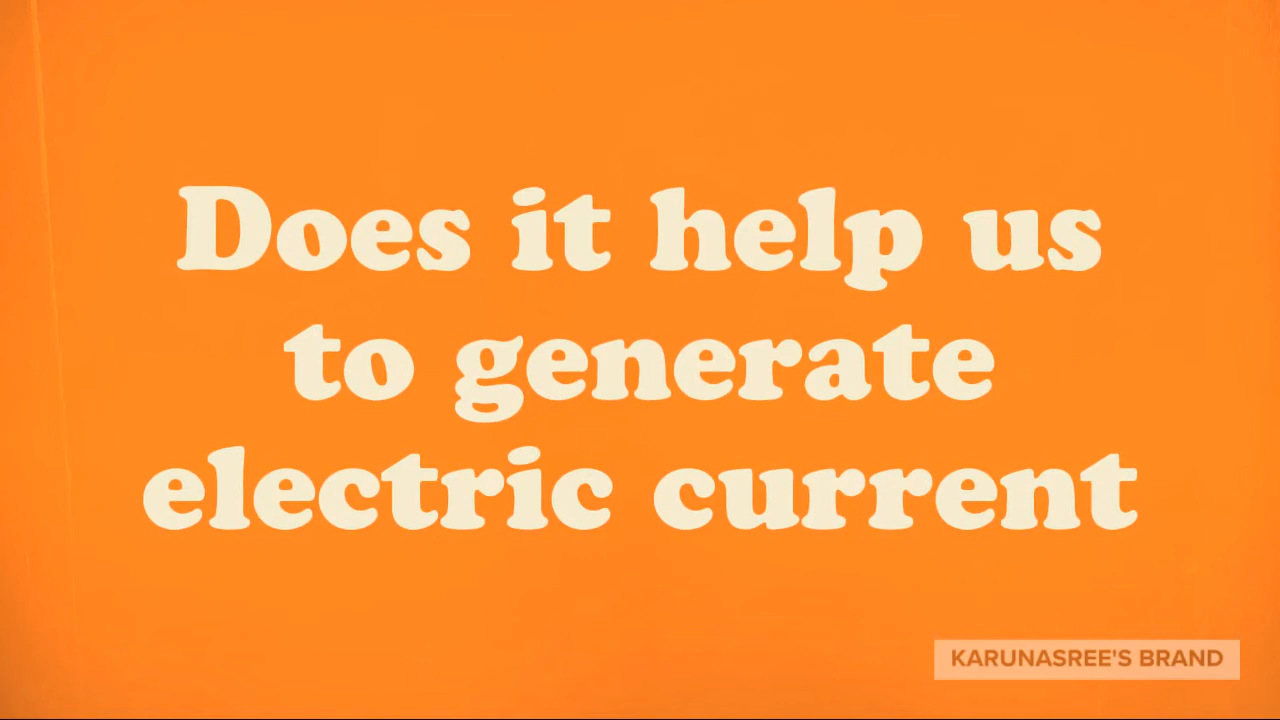 Does it help us
to generate
electric current
KARUNASREE'S BRAND